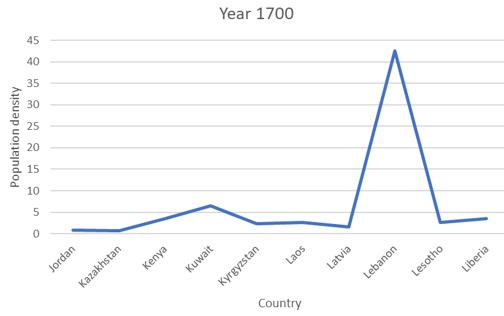 Year 1700
45
40
35
30
25
20
15
10
5
0
Population density
Jordan
Kazakhstan
Kenya
Kuwait
Kyrgyzstan
Laos
Latvia
Lebanon
Lesotho
Liberia
Country